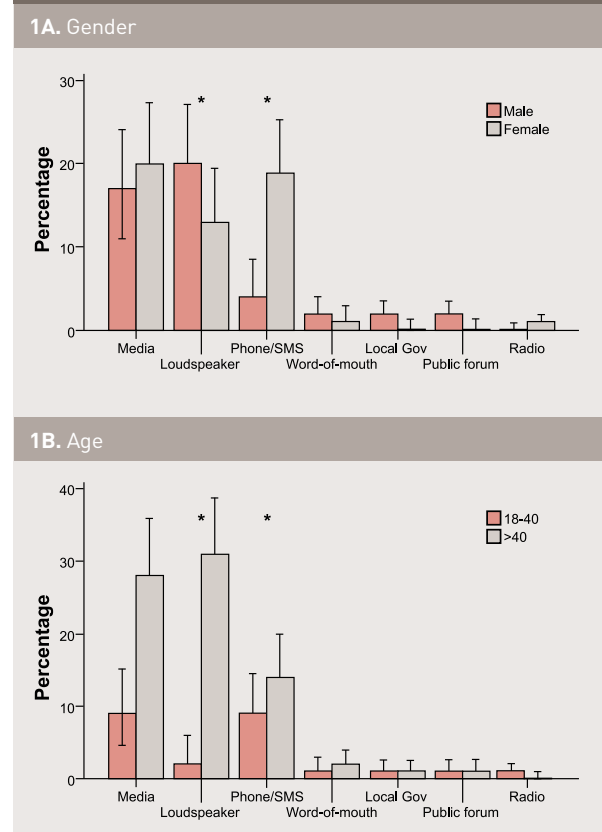 1A. Gender
30
20
10
0
Percentage
* *
Male
Female
Media Phone/SMS Local Gov Radio
Loudspeaker Word-of-mouth Public forum
1B. Age
40
30
20
10
0
Percentage
* *
18-40
>40
Media Phone/SMS Local Gov Radio
Loudspeaker Word-of-mouth Public forum